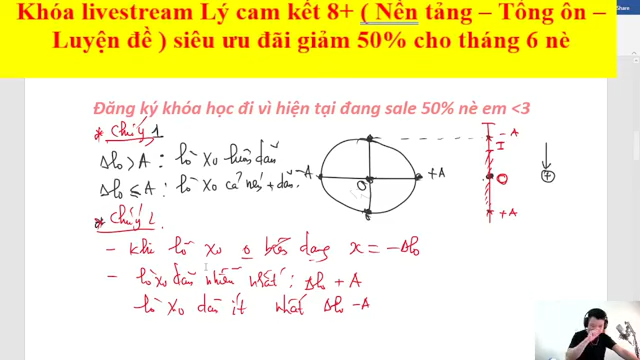 Khóa livestream Lý cam kết 8+ ( Nền tảng – Tổng ôn –
Luyện đề ) siêu ưu đãi giảm 50% cho tháng 6 nè
Đăng ký khóa học đi vì hiện tại đang sale 50% nè em <3
* Chú ý 1
Δl₀ > A : lò xo luôn dãn
Δl₀ ≤ A : lò xo cả nén + dãn.
-A O +A
-A
I
O
+A
+
* Chú ý 2
- Khi lò xo o biến dạng x = -Δl₀
- lò xo dãn nhiều nhất : Δl₀ + A
lò xo dãn ít nhất Δl₀ - A